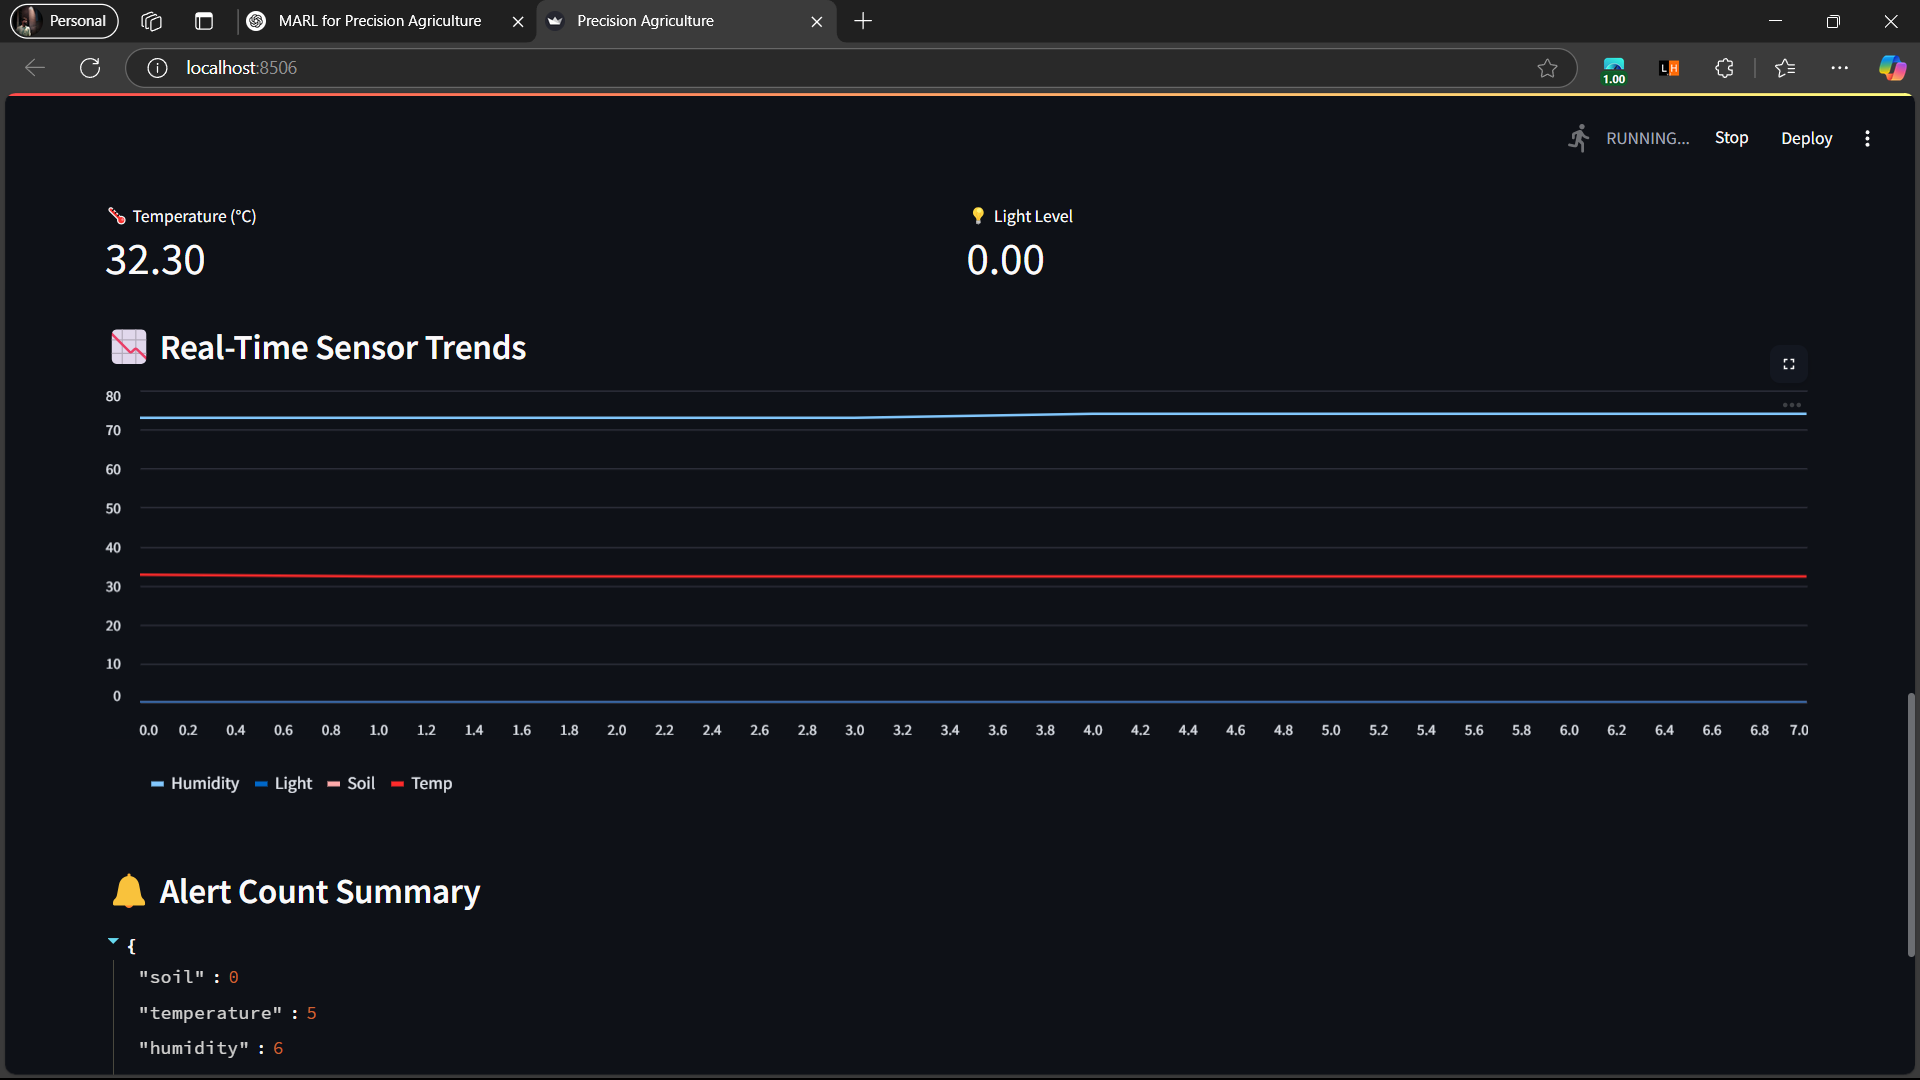 Personal
MARL for Precision Agriculture
Precision Agriculture
localhost:8506
1.00
L H
RUNNING...
Stop
Deploy
Temperature (°C)
32.30
Light Level
0.00
Real-Time Sensor Trends
80
70
60
50
40
30
20
10
0
0.0 0.2 0.4 0.6 0.8 1.0 1.2 1.4 1.6 1.8 2.0 2.2 2.4 2.6 2.8 3.0 3.2 3.4 3.6 3.8 4.0 4.2 4.4 4.6 4.8 5.0 5.2 5.4 5.6 5.8 6.0 6.2 6.4 6.6 6.8 7.0
Humidity Light Soil Temp
Alert Count Summary
{
"soil" : 0
"temperature" : 5
"humidity" : 6